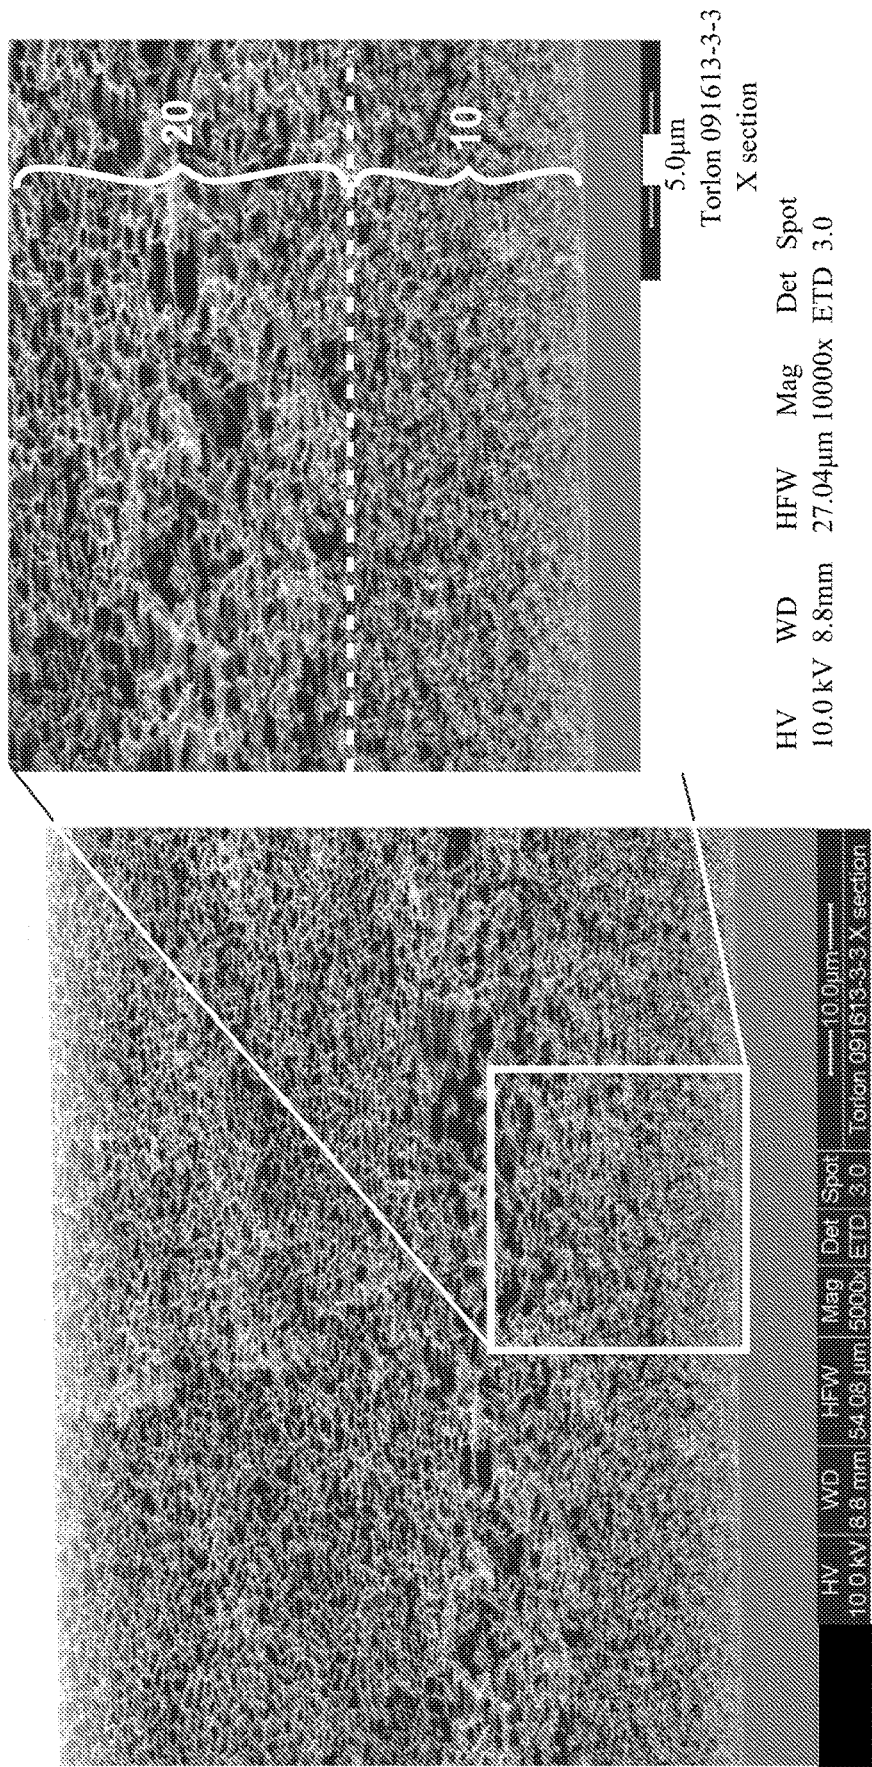 20
10
5.0µm
Torlon 091613-3-3
X section
HV WD HFW Mag Det Spot
10.0 kV 8.8mm 27.04µm 10000x ETD 3.0
HV WD HFW Mag Det Spot
10.0 kV 8.8 mm 54.08 µm 5000x ETD 3.0
10.0µm
Torlon 091613-3-3 X section